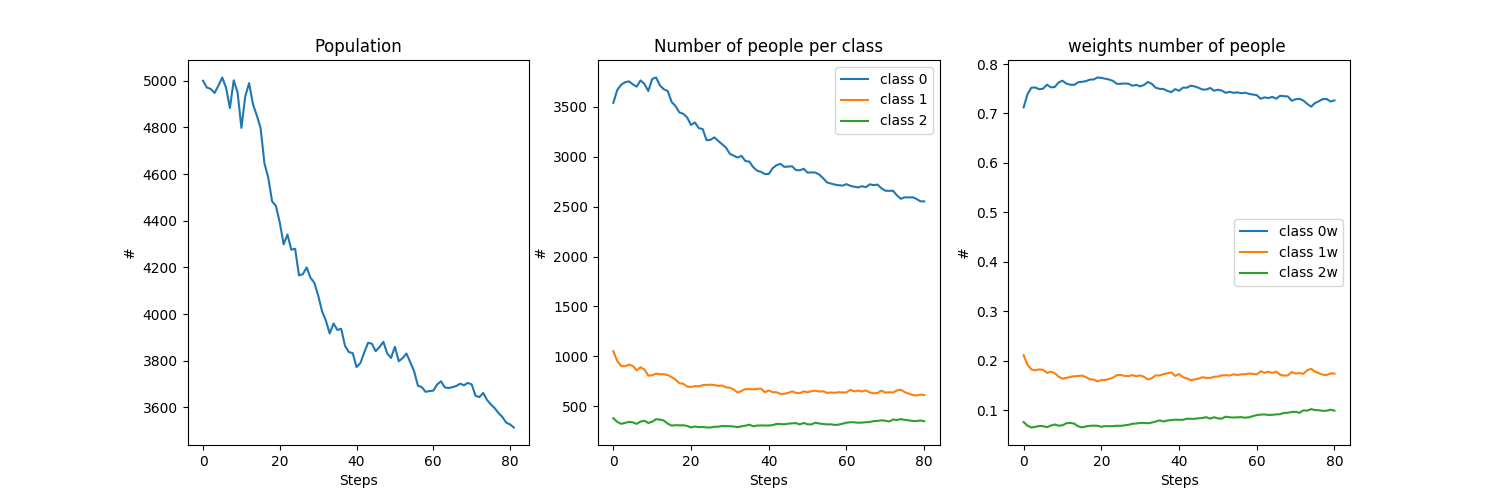 Population
5000
4800
4600
4400
4200
4000
3800
3600
#
0 20 40 60 80
Steps
Number of people per class
3500
3000
2500
2000
1500
1000
500
#
class 0
class 1
class 2
0 20 40 60 80
Steps
weights number of people
0.8
0.7
0.6
0.5
0.4
0.3
0.2
0.1
#
class 0w
class 1w
class 2w
0 20 40 60 80
Steps